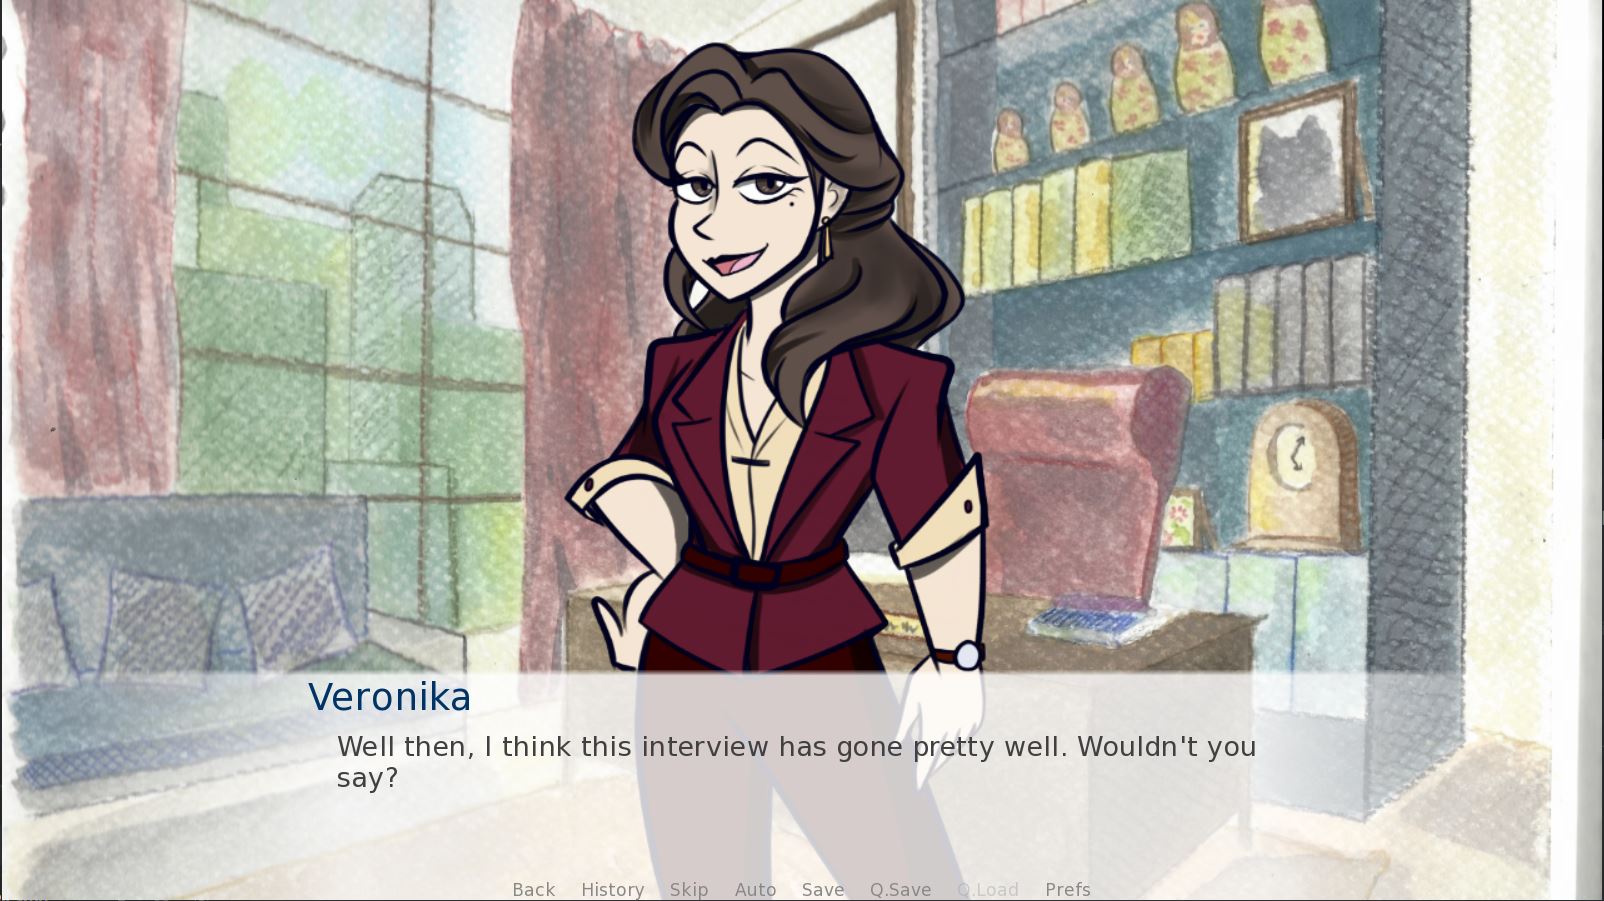 Veronika
Well then, I think this interview has gone pretty well. Wouldn't you
say?
Back History Skip Auto Save Q.Save Q.Load Prefs